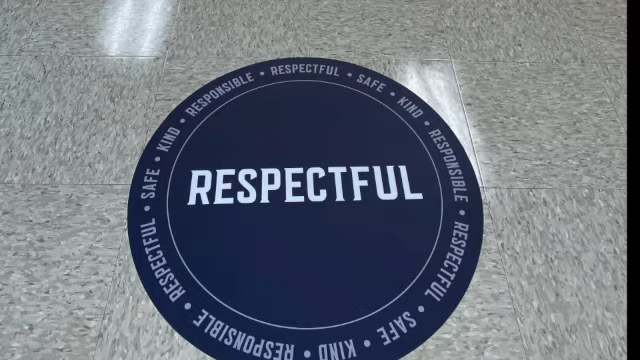 RESPONSIBLE • RESPECTFUL • SAFE • KIND • RESPONSIBLE • RESPECTFUL • SAFE • KIND • RESPONSIBLE • RESPECTFUL • SAFE • KIND •
RESPECTFUL